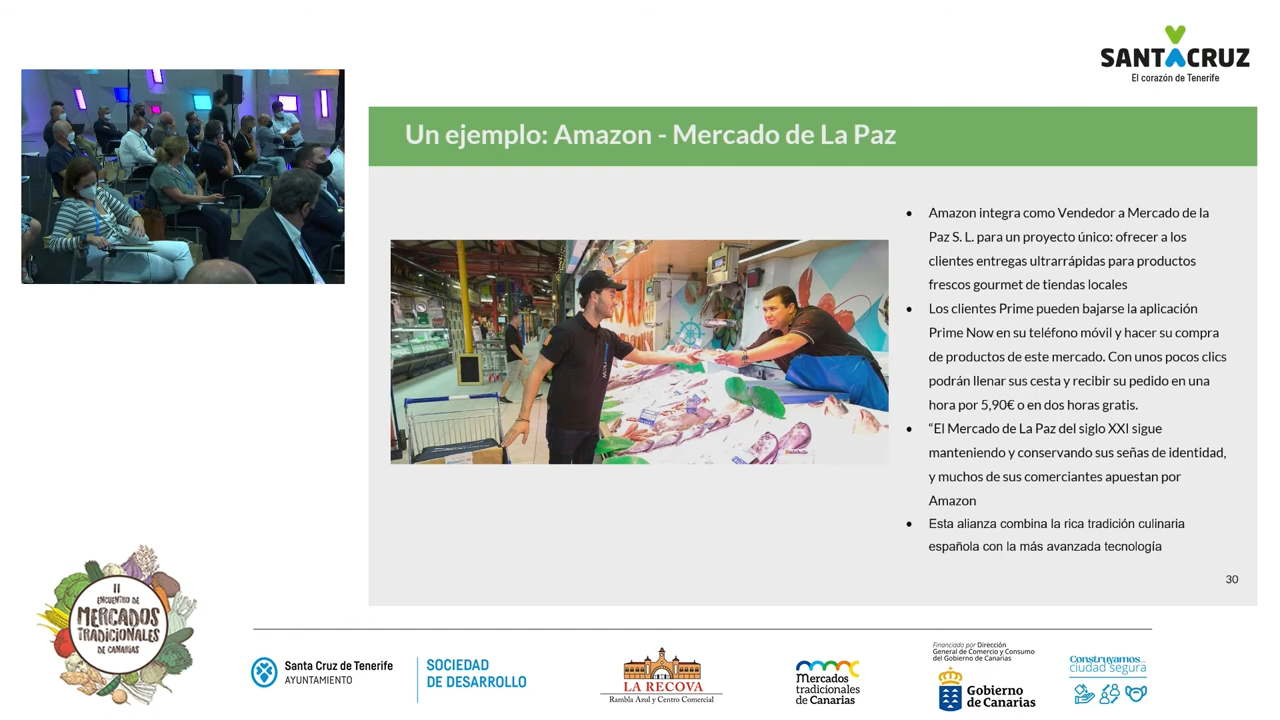 SANTACRUZ
El corazón de Tenerife
Un ejemplo: Amazon - Mercado de La Paz
• Amazon integra como Vendedor a Mercado de la
Paz S. L. para un proyecto único: ofrecer a los
clientes entregas ultrarrápidas para productos
frescos gourmet de tiendas locales
• Los clientes Prime pueden bajarse la aplicación
Prime Now en su teléfono móvil y hacer su compra
de productos de este mercado. Con unos pocos clics
podrán llenar sus cesta y recibir su pedido en una
hora por 5,90€ o en dos horas gratis.
• “El Mercado de La Paz del siglo XXI sigue
manteniendo y conservando sus señas de identidad,
y muchos de sus comerciantes apuestan por
Amazon
• Esta alianza combina la rica tradición culinaria
española con la más avanzada tecnología
30
II
ENCUENTRO DE
MERCADOS
TRADICIONALES
DE CANARIAS
Santa Cruz de Tenerife
AYUNTAMIENTO
SOCIEDAD
DE DESARROLLO
LA RECOVA
Rambla Azul y Centro Comercial
mercados
tradicionales
de Canarias
Financiado por Dirección
General de Comercio y Consumo
del Gobierno de Canarias
Gobierno
de Canarias
Construyamos
ciudad segura